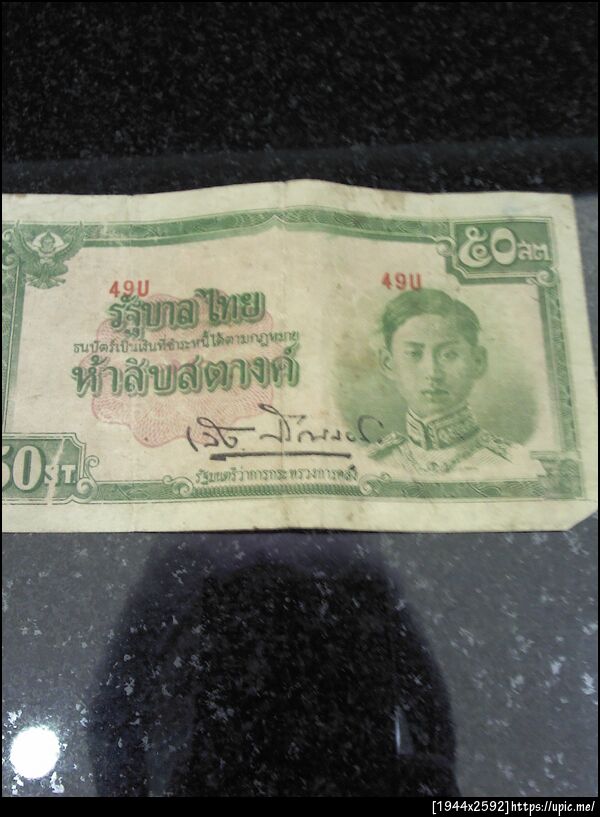 ๕๐ สต
49U 49U
รัฐบาลไทย
ธนบัตร์เป็นเงินที่ชำระหนี้ได้ตามกฎหมาย
ห้าสิบสตางค์
50 ST.
รัฐมนตรีว่าการกระทรวงการคลัง
[1944x2592]https://upic.me/